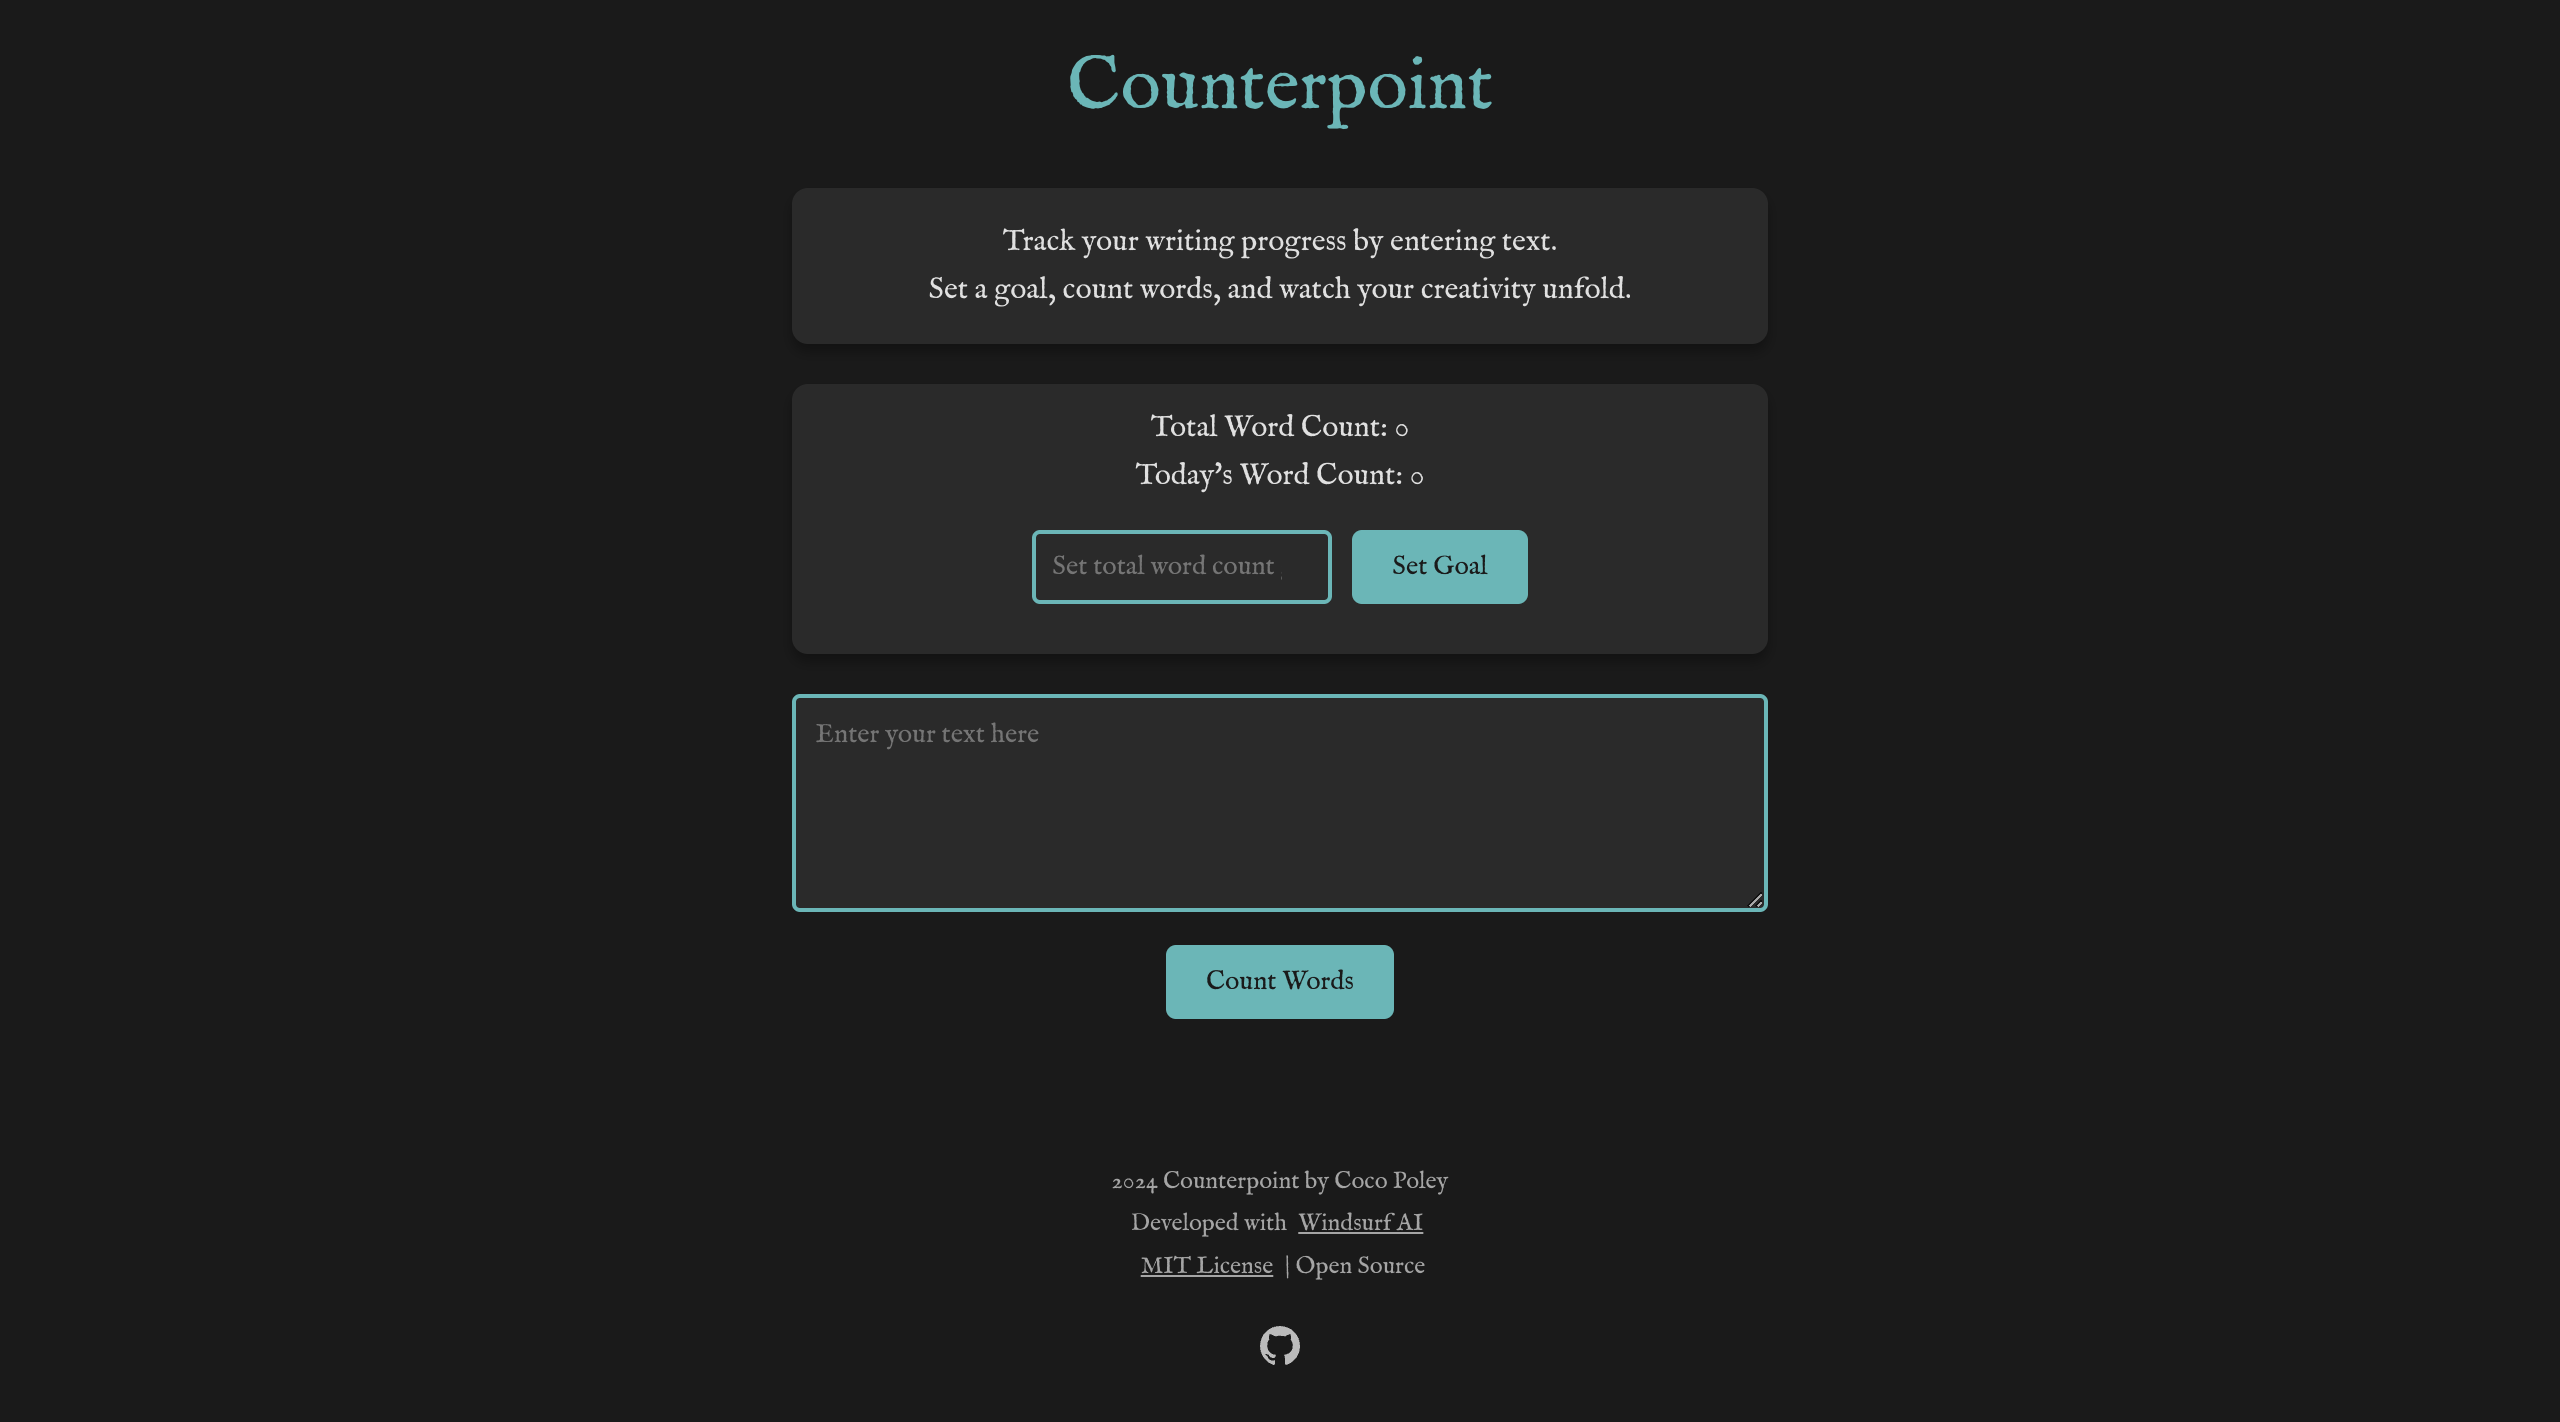 Counterpoint
Track your writing progress by entering text.
Set a goal, count words, and watch your creativity unfold.
Total Word Count: 0
Today's Word Count: 0
Set total word count
Set Goal
Enter your text here
Count Words
2024 Counterpoint by Coco Poley
Developed with Windsurf AI
MIT License | Open Source